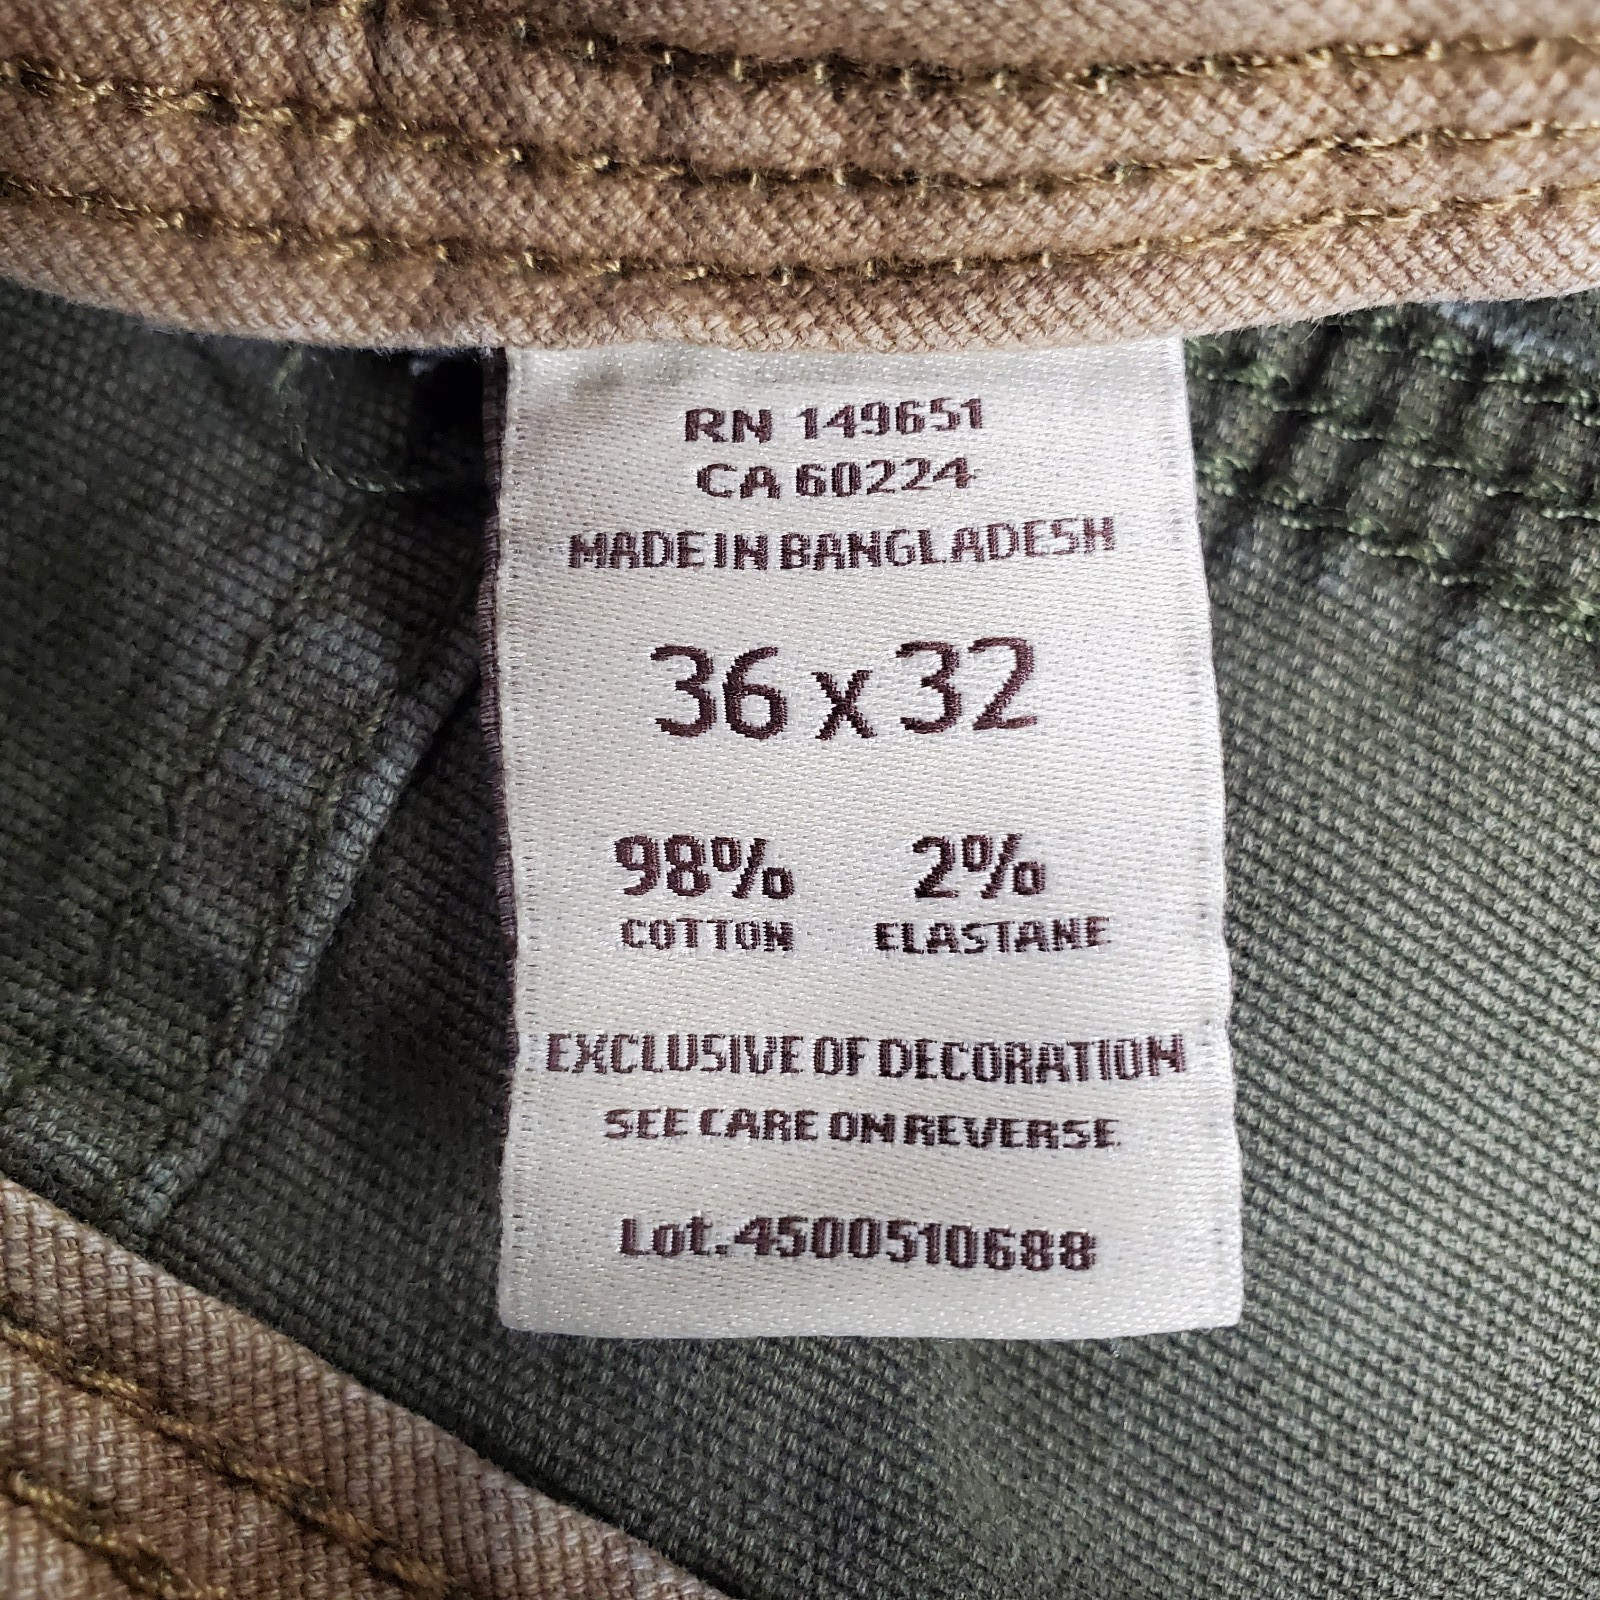 RN 149651
CA 60224
MADE IN BANGLADESH
36 x 32
98% 2%
COTTON ELASTANE
EXCLUSIVE OF DECORATION
SEE CARE ON REVERSE
Lot.4500510688